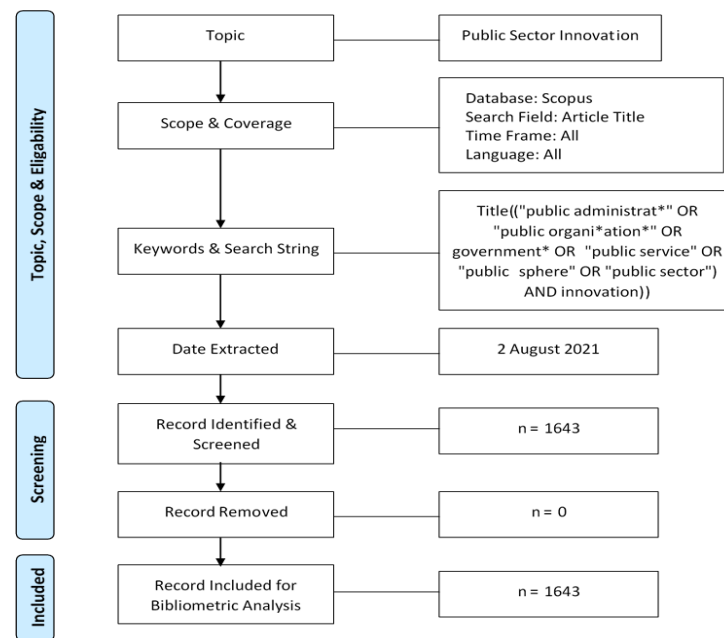 Topic, Scope & Eligability
Topic
Public Sector Innovation
Scope & Coverage
Database: Scopus
Search Field: Article Title
Time Frame: All
Language: All
Keywords & Search String
Title(("public administrat*" OR
"public organi*ation*" OR
government* OR "public service" OR
"public sphere" OR "public sector")
AND innovation))
Date Extracted
2 August 2021
Screening
Record Identified &
Screened
n = 1643
Record Removed
n = 0
Included
Record Included for
Bibliometric Analysis
n = 1643